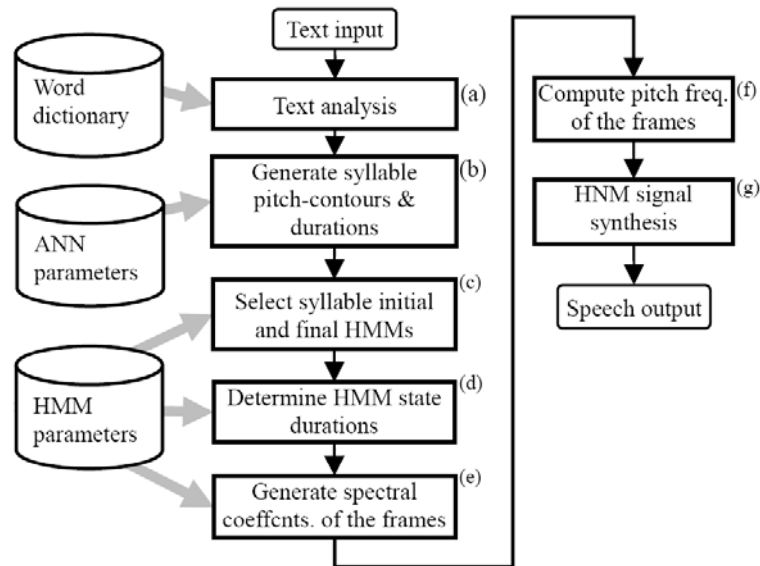 Text input
Word
dictionary
Text analysis
(a)
ANN
parameters
Generate syllable
pitch-contours &
durations
(b)
HMM
parameters
Select syllable initial
and final HMMs
(c)
Determine HMM state
durations
(d)
Generate spectral
coeffcnts. of the frames
(e)
Compute pitch freq.
of the frames
(f)
HNM signal
synthesis
(g)
Speech output